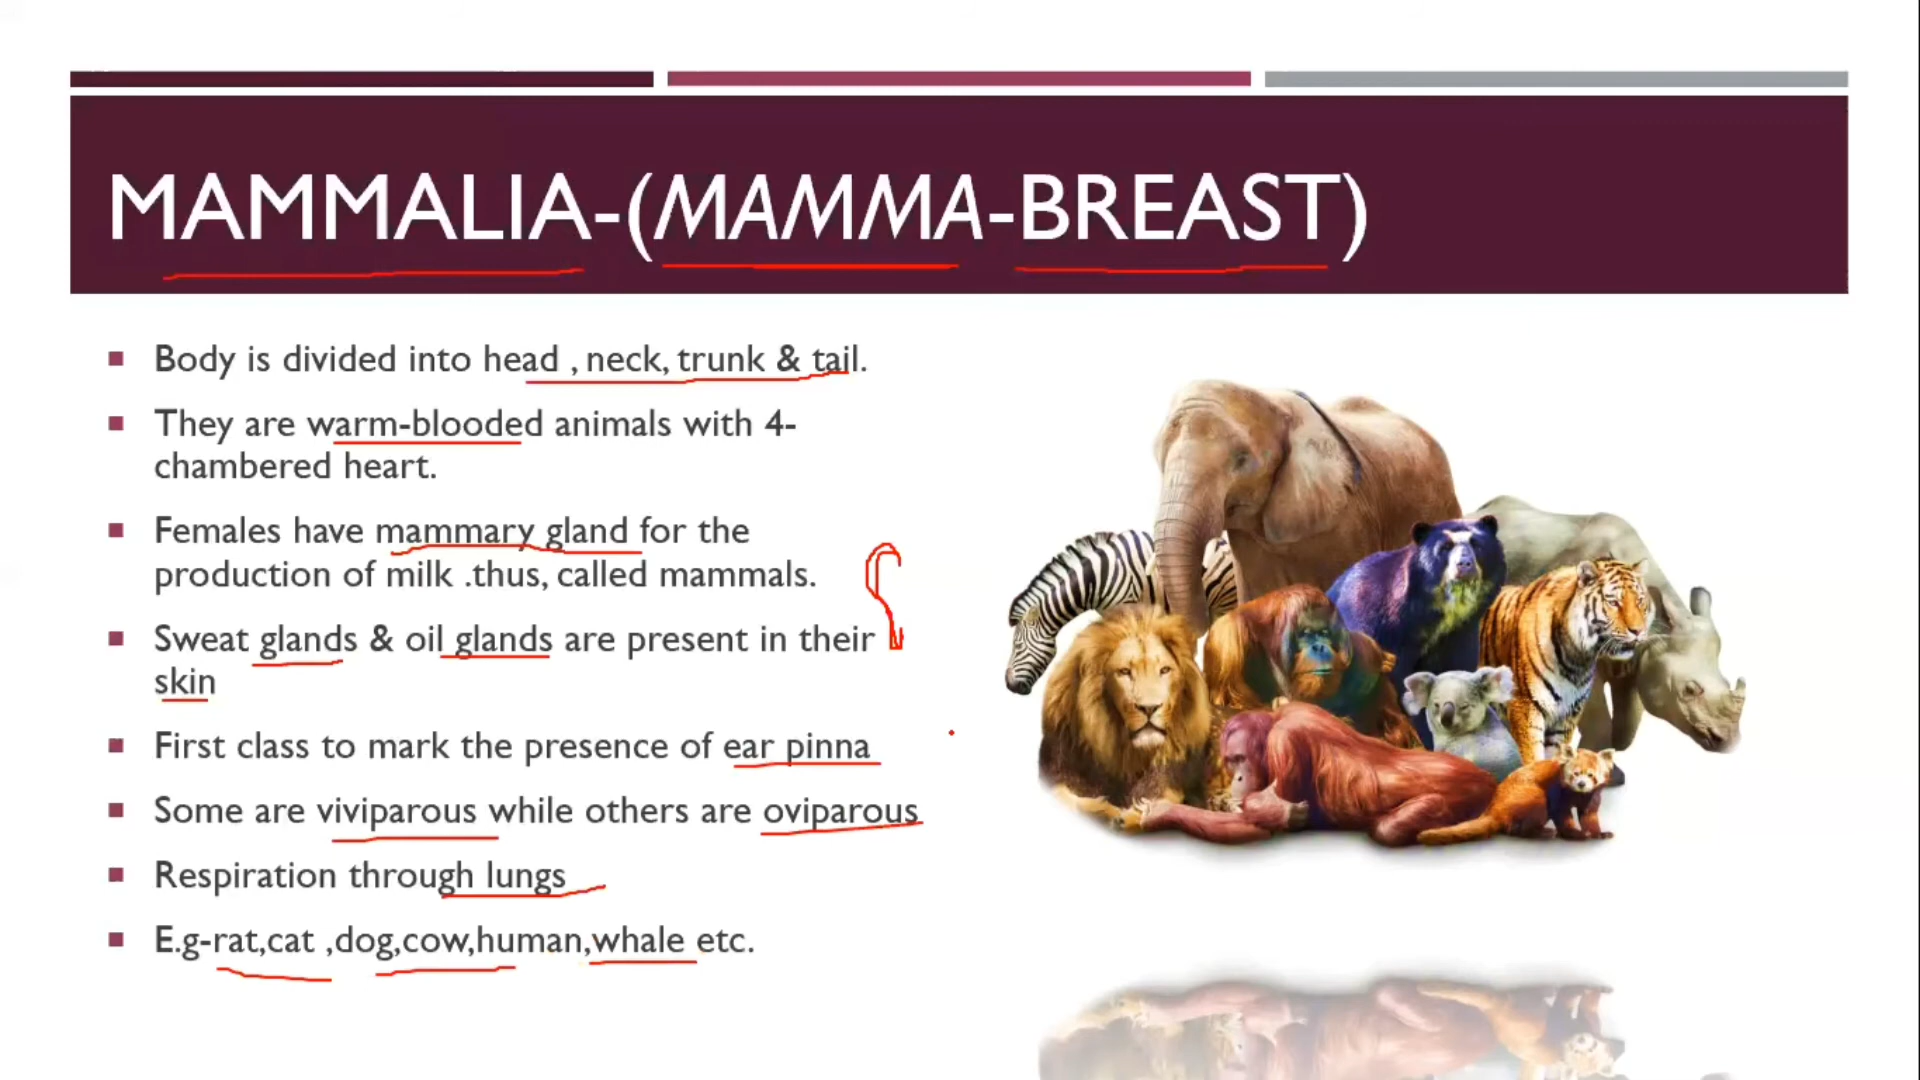 MAMMALIA-(MAMMA-BREAST)
Body is divided into head , neck, trunk & tail.
They are warm-blooded animals with 4-
chambered heart.
Females have mammary gland for the
production of milk .thus, called mammals.
Sweat glands & oil glands are present in their
skin
First class to mark the presence of ear pinna
Some are viviparous while others are oviparous
Respiration through lungs
E.g-rat,cat ,dog,cow,human,whale etc.